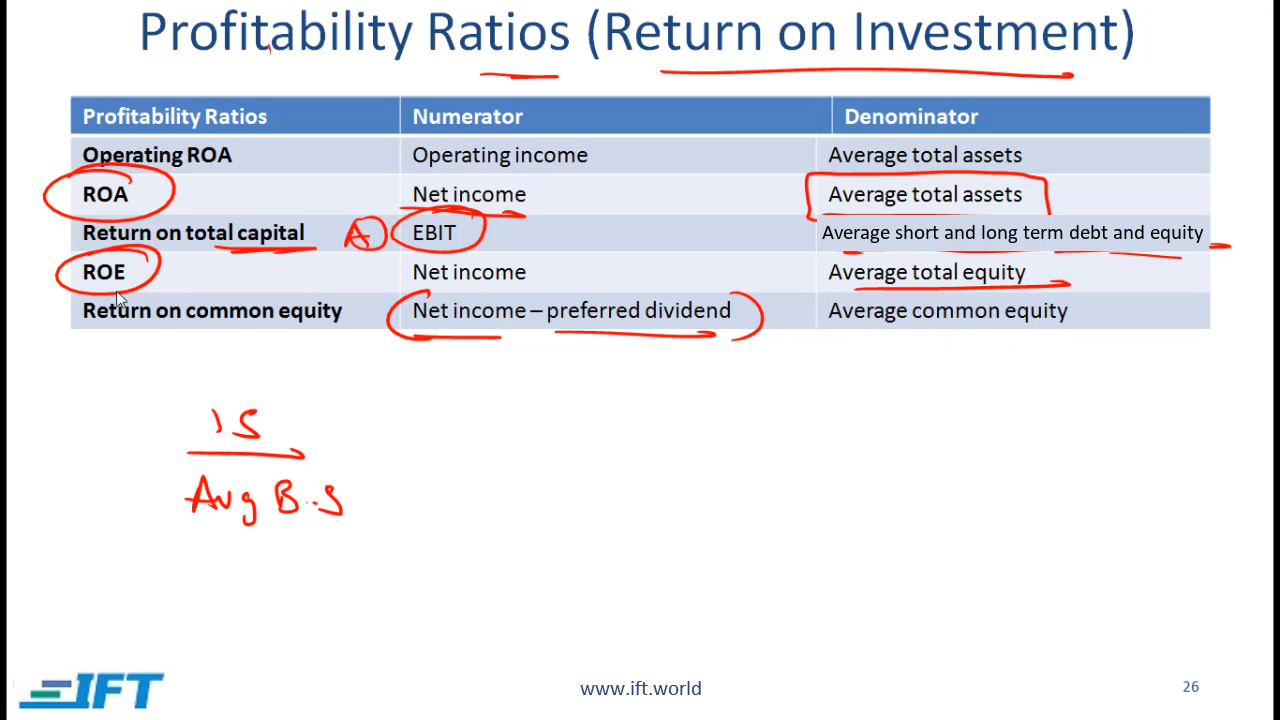 Profitability Ratios (Return on Investment)
Profitability Ratios Numerator Denominator
Operating ROA Operating income Average total assets
ROA Net income Average total assets
Return on total capital A EBIT Average short and long term debt and equity
ROE Net income Average total equity
Return on common equity Net income – preferred dividend Average common equity
IS
Avg B.S
IFT
www.ift.world
26